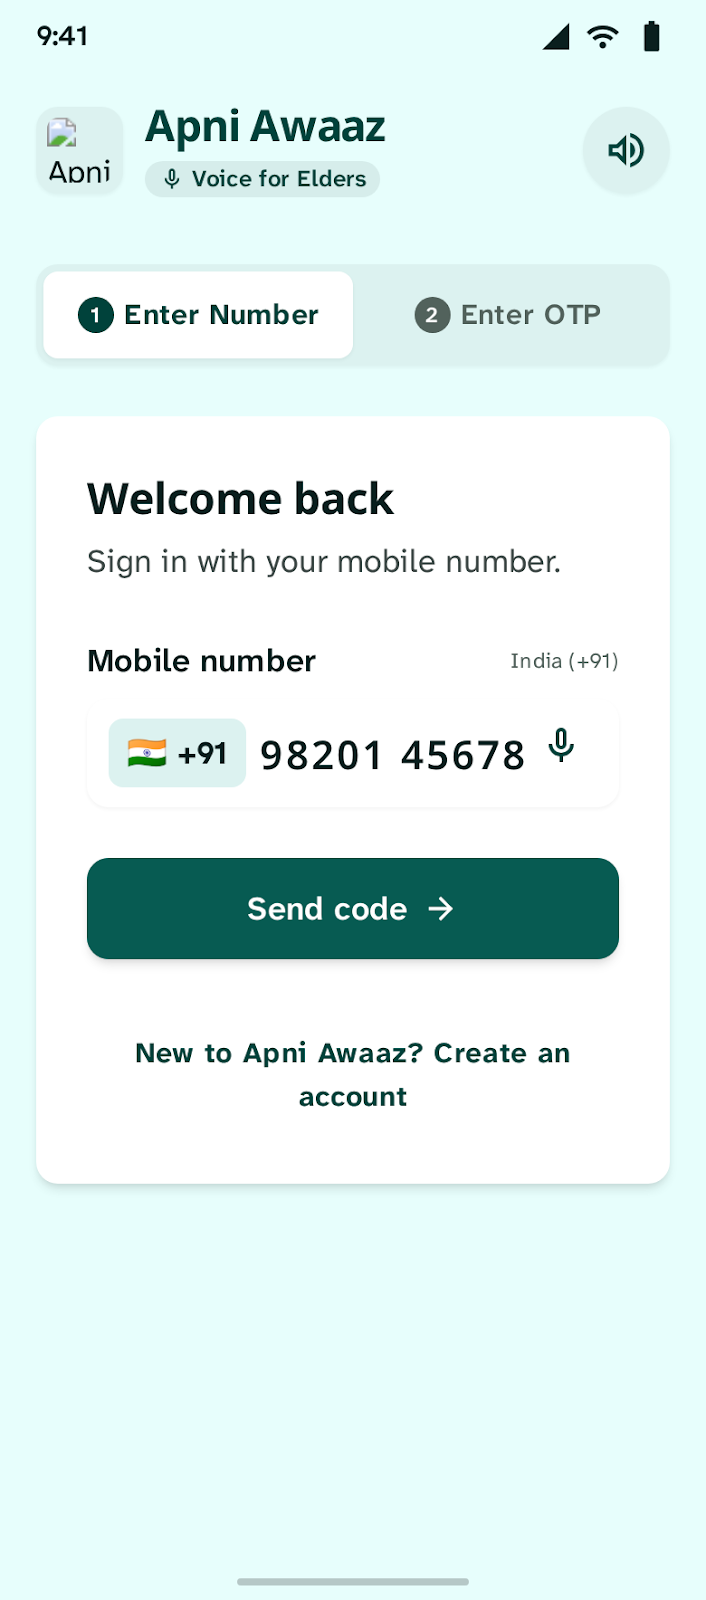 9:41
Apni Awaaz
Apni
Voice for Elders
1 Enter Number
2 Enter OTP
Welcome back
Sign in with your mobile number.
Mobile number
India (+91)
+91 98201 45678
Send code →
New to Apni Awaaz? Create an
account